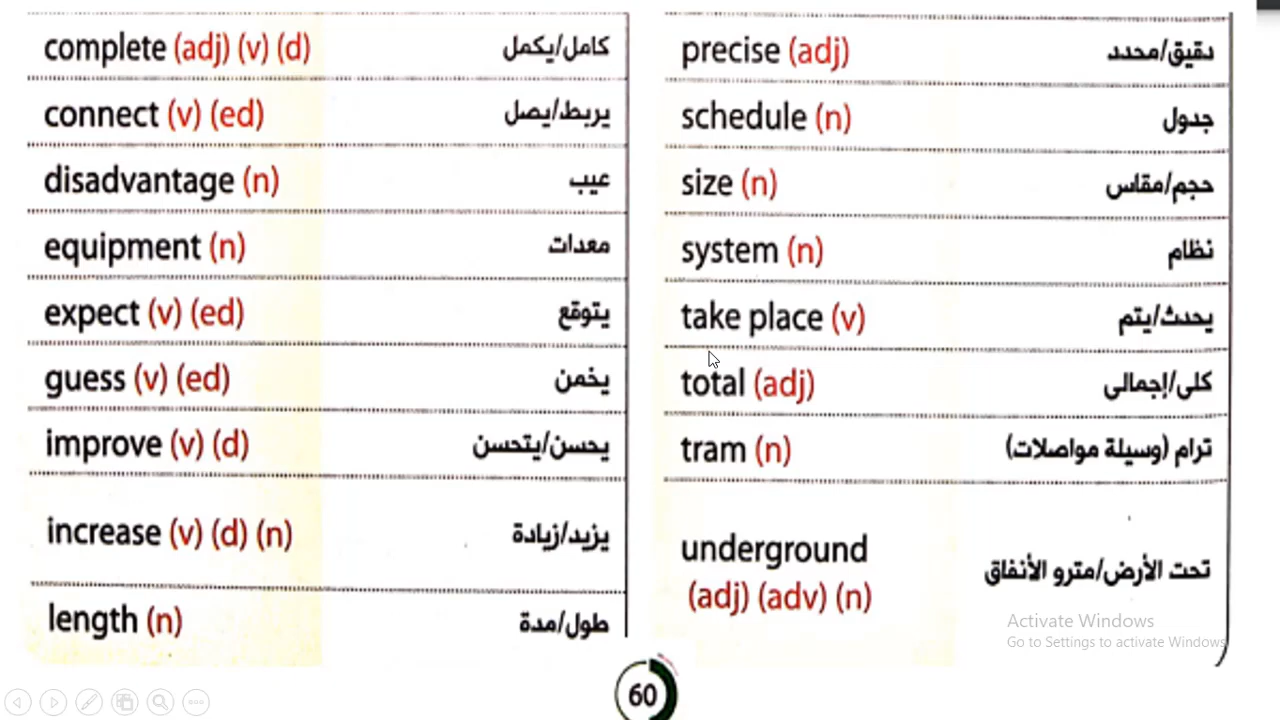 complete (adj) (v) (d) كامل/يكمل
connect (v) (ed) يربط/يصل
disadvantage (n) عيب
equipment (n) معدات
expect (v) (ed) يتوقع
guess (v) (ed) يخمن
improve (v) (d) يحسن/يتحسن
increase (v) (d) (n) يزيد/زيادة
length (n) طول/مدة
precise (adj) دقيق/محدد
schedule (n) جدول
size (n) حجم/مقاس
system (n) نظام
take place (v) يحدث/يتم
total (adj) كلى/إجمالى
tram (n) ترام (وسيلة مواصلات)
underground
(adj) (adv) (n) تحت الأرض/مترو الأنفاق
Activate Windows
Go to Settings to activate Windows
60